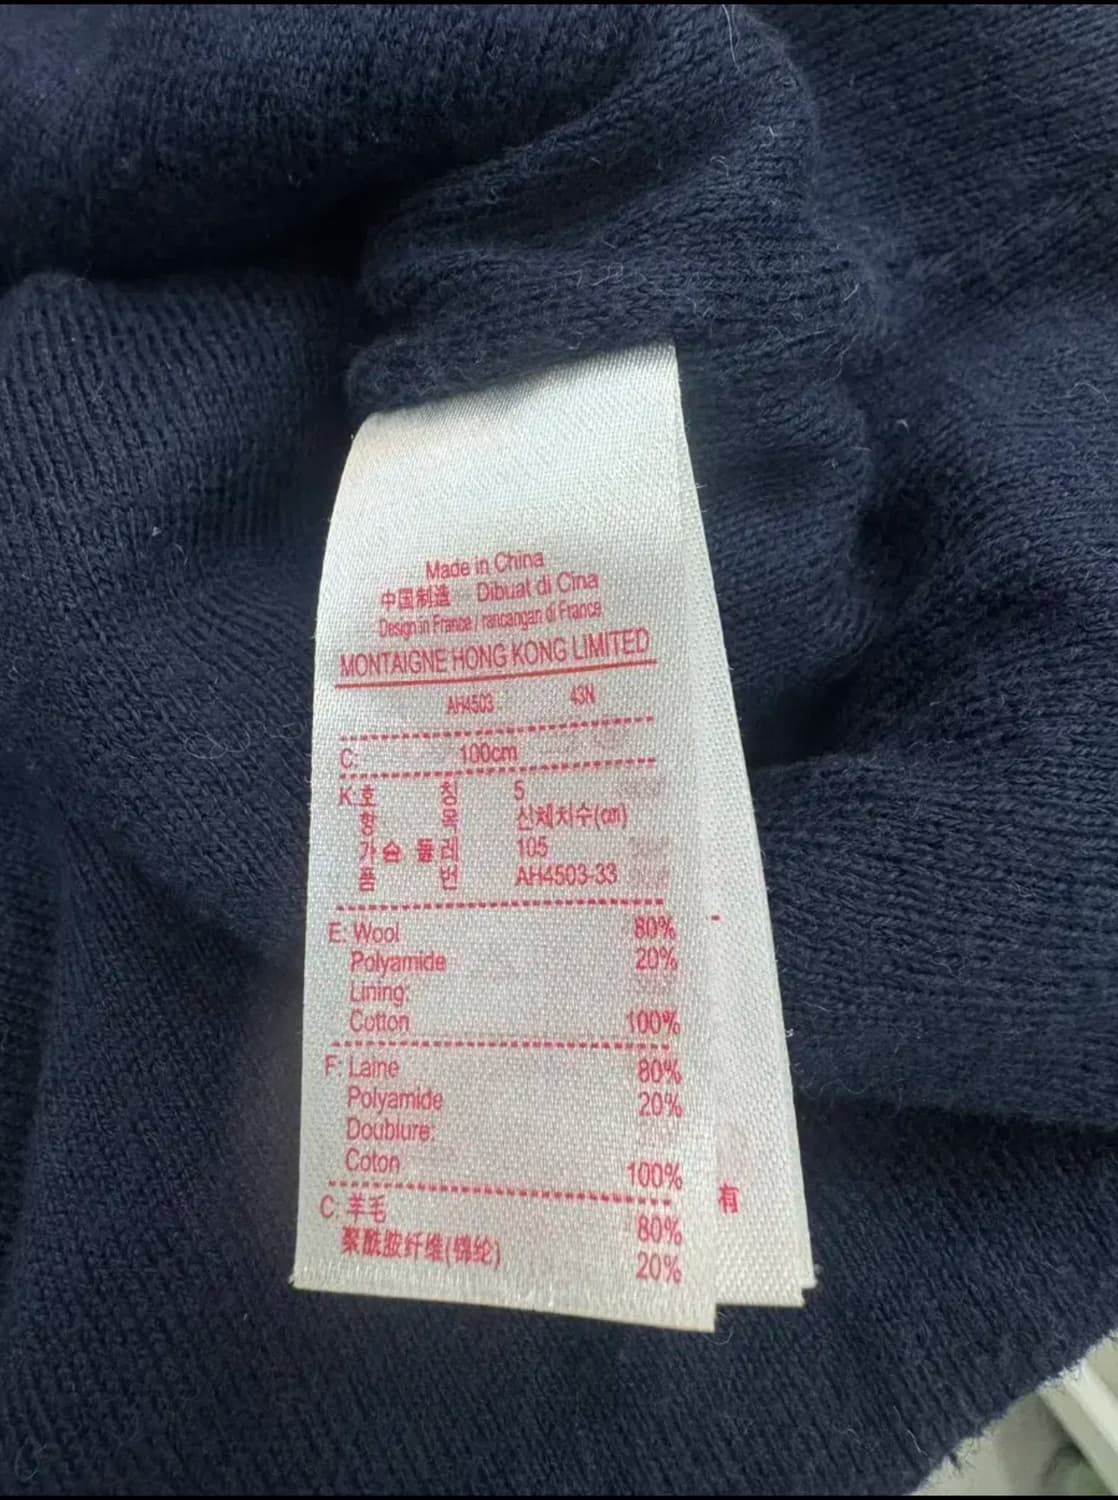 Made in China
中国制造 Dibuat di Cina
Design in France / rancangan di France
MONTAIGNE HONG KONG LIMITED
AH4503 43N
C: 100cm
K: 호 칭 5
항 목 신체치수(cm)
가슴 둘레 105
품 번 AH4503-33
E: Wool 80%
Polyamide 20%
Lining:
Cotton 100%
F: Laine 80%
Polyamide 20%
Doublure:
Coton 100%
C: 羊毛 80%
聚酰胺纤维(锦纶) 20%
有